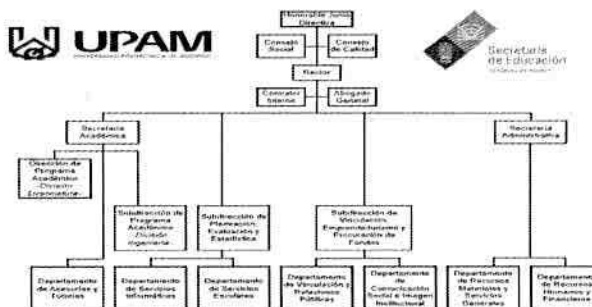 Honorable Junta
Directiva
Consejo
Social
Consejo
de Calidad
UPAM
Secretaría
de Educación
Rector
Contralor
Interno
Abogado
General
Secretaría
Académica
Secretaría
Administrativa
Dirección de
Programa
Académico
-División
Subdirección de
Programa
Académico
-División
Ingeniería-
Subdirección
de Planeación,
Evaluación y
Estadística
Subdirección de
Vinculación,
Emprendurismo y
Procuración de
Fondos
Departamento
de Asesorías y
Tutorías
Departamento
de Servicios
Informáticos
Departamento
de Servicios
Escolares
Departamento
de Vinculación y
Relaciones
Públicas
Departamento
de
Comunicación
Social e Imagen
Institucional
Departamento
de Recursos
Materiales y
Servicios
Generales
Departamento
de Recursos
Humanos y
Financieros